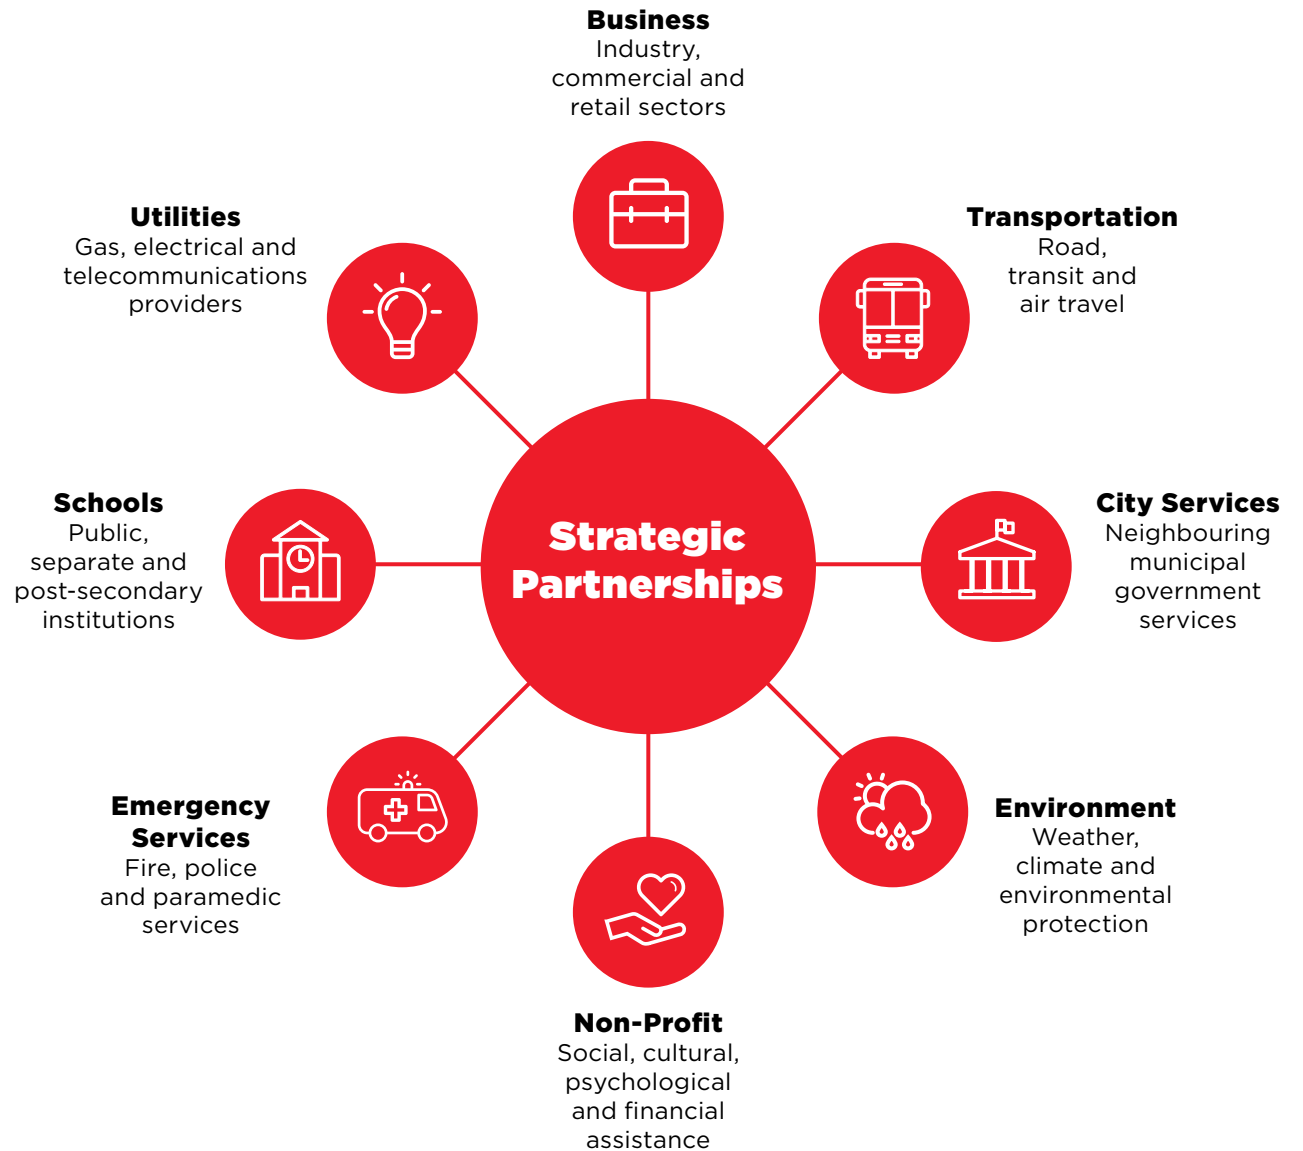 Business
Industry,
commercial and
retail sectors
Transportation
Road,
transit and
air travel
City Services
Neighbouring
municipal
government
services
Environment
Weather,
climate and
environmental
protection
Non-Profit
Social, cultural,
psychological
and financial
assistance
Emergency
Services
Fire, police
and paramedic
services
Schools
Public,
separate and
post-secondary
institutions
Utilities
Gas, electrical and
telecommunications
providers
Strategic
Partnerships